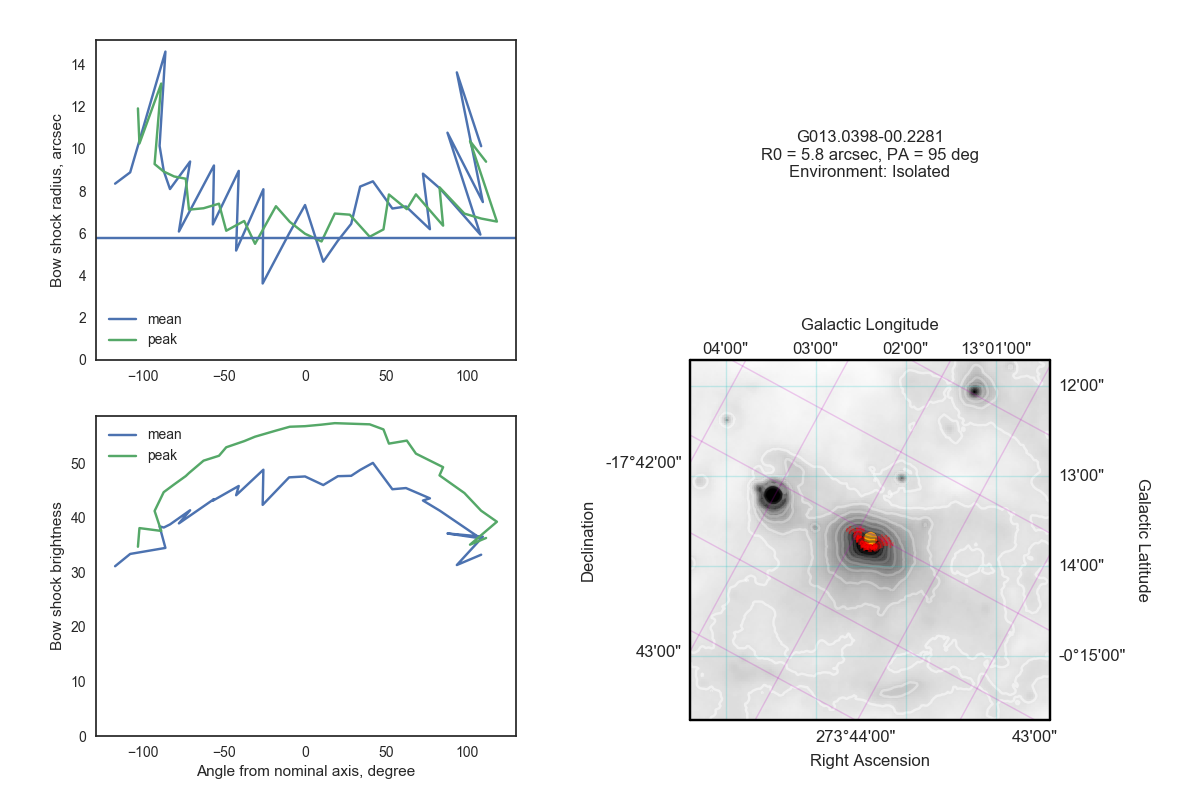 14
12
10
8
6
4
2
0
Bow shock radius, arcsec
mean
peak
−100
−50
0
50
100
G013.0398-00.2281
R0 = 5.8 arcsec, PA = 95 deg
Environment: Isolated
50
40
30
20
10
0
Bow shock brightness
mean
peak
−100
−50
0
50
100
Angle from nominal axis, degree
Galactic Longitude
04'00"
03'00"
02'00"
13°01'00"
12'00"
13'00"
14'00"
-0°15'00"
Galactic Latitude
-17°42'00"
43'00"
Declination
273°44'00"
43'00"
Right Ascension